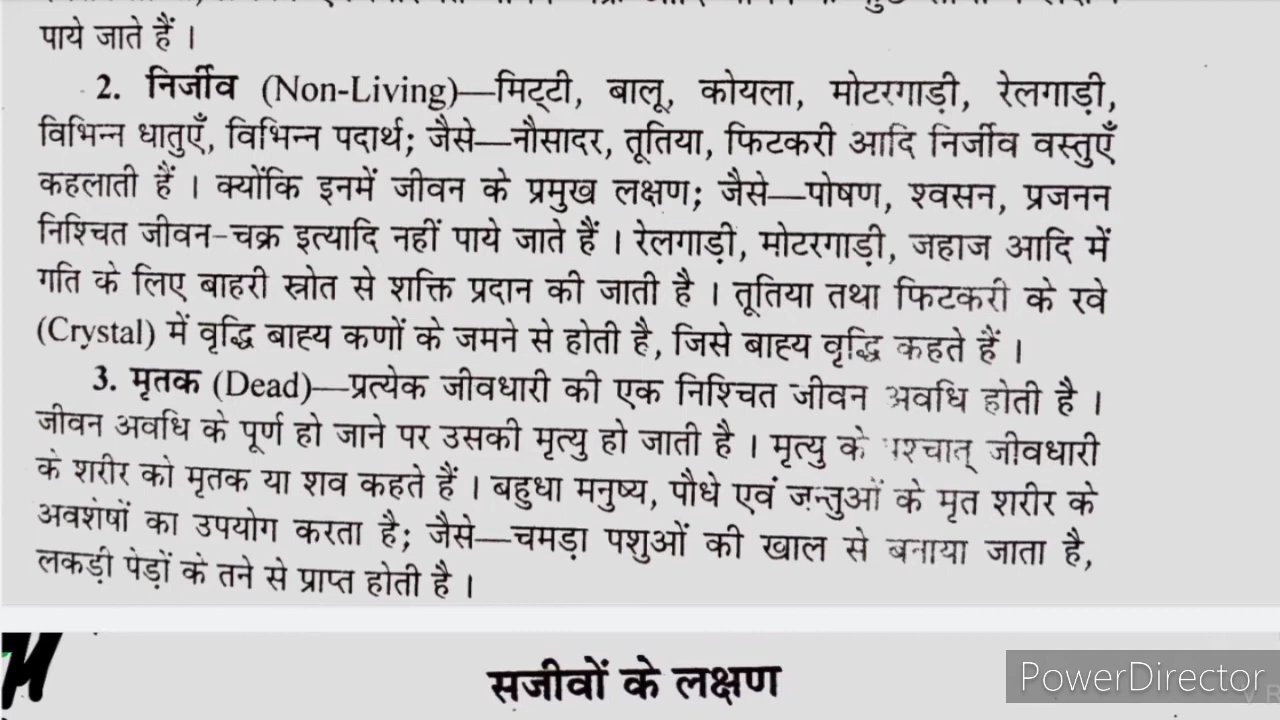 पाये जाते हैं ।
2. निर्जीव (Non-Living)—मिट्टी, बालू, कोयला, मोटरगाड़ी, रेलगाड़ी,
विभिन्न धातुएँ, विभिन्न पदार्थ; जैसे—नौसादर, तूतिया, फिटकरी आदि निर्जीव वस्तुएँ
कहलाती हैं । क्योंकि इनमें जीवन के प्रमुख लक्षण; जैसे—पोषण, श्वसन, प्रजनन
निश्चित जीवन-चक्र इत्यादि नहीं पाये जाते हैं । रेलगाड़ी, मोटरगाड़ी, जहाज आदि में
गति के लिए बाहरी स्रोत से शक्ति प्रदान की जाती है । तूतिया तथा फिटकरी के रवे
(Crystal) में वृद्धि बाह्य कणों के जमने से होती है, जिसे बाह्य वृद्धि कहते हैं ।
3. मृतक (Dead)—प्रत्येक जीवधारी की एक निश्चित जीवन अवधि होती है ।
जीवन अवधि के पूर्ण हो जाने पर उसकी मृत्यु हो जाती है । मृत्यु के पश्चात् जीवधारी
के शरीर को मृतक या शव कहते हैं । बहुधा मनुष्य, पौधे एवं जन्तुओं के मृत शरीर के
अवशेषों का उपयोग करता है; जैसे—चमड़ा पशुओं की खाल से बनाया जाता है,
लकड़ी पेड़ों के तने से प्राप्त होती है ।
सजीवों के लक्षण
PowerDirector